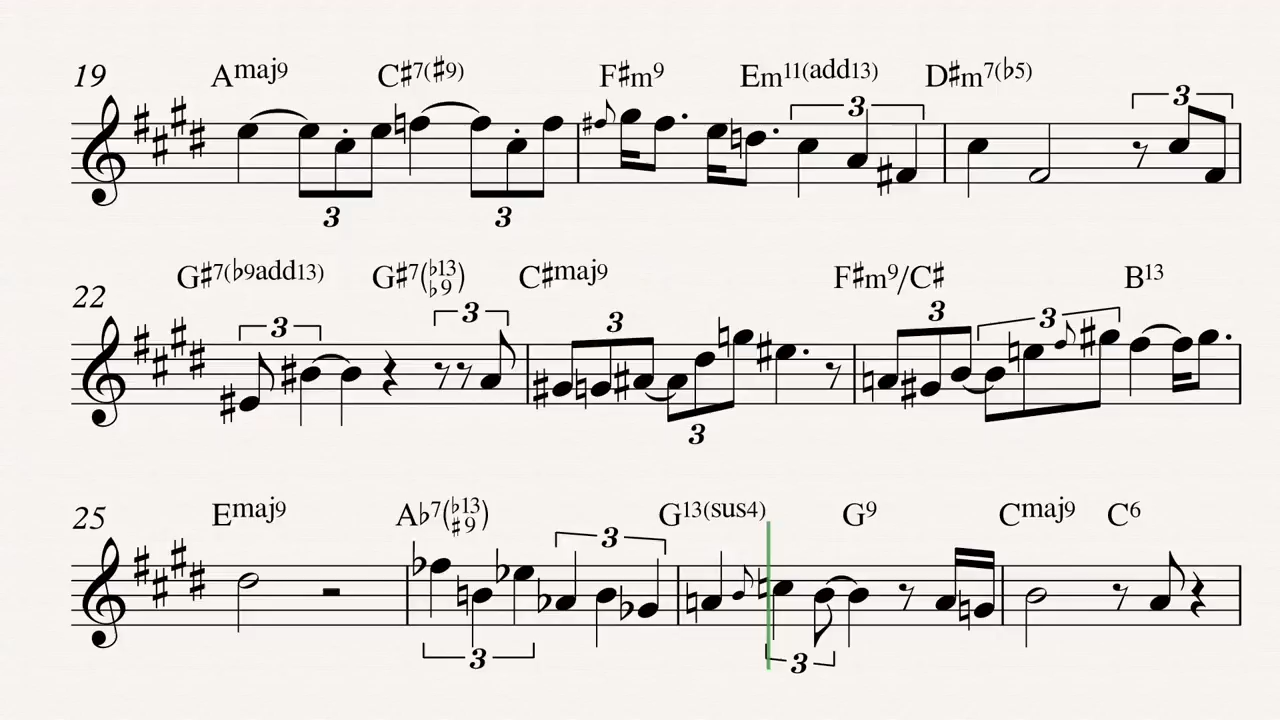 19 Amaj9 C♯7(♯9) F♯m9 Em11(add13) D♯m7(♭5)
3 3
3 3
22 G♯7(♭9add13) G♯7(♭13♭9) C♯maj9 F♯m9/C♯ B13
3 3 3 3 3
3
25 Emaj9 A♭7(♭13♯9) G13(sus4) G9 Cmaj9 C6
3
3 3